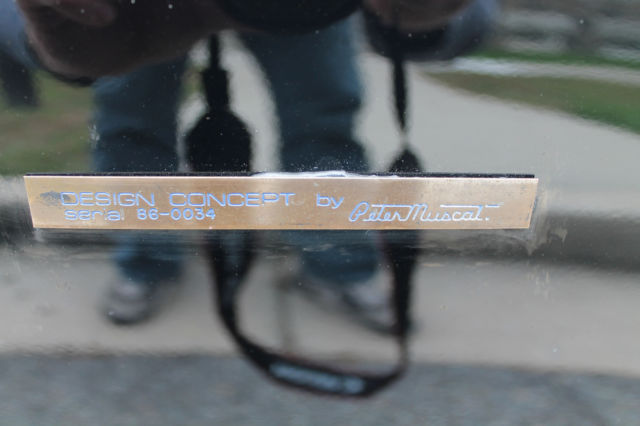 DESIGN CONCEPT by Peter Muscat.
serial 86-0034